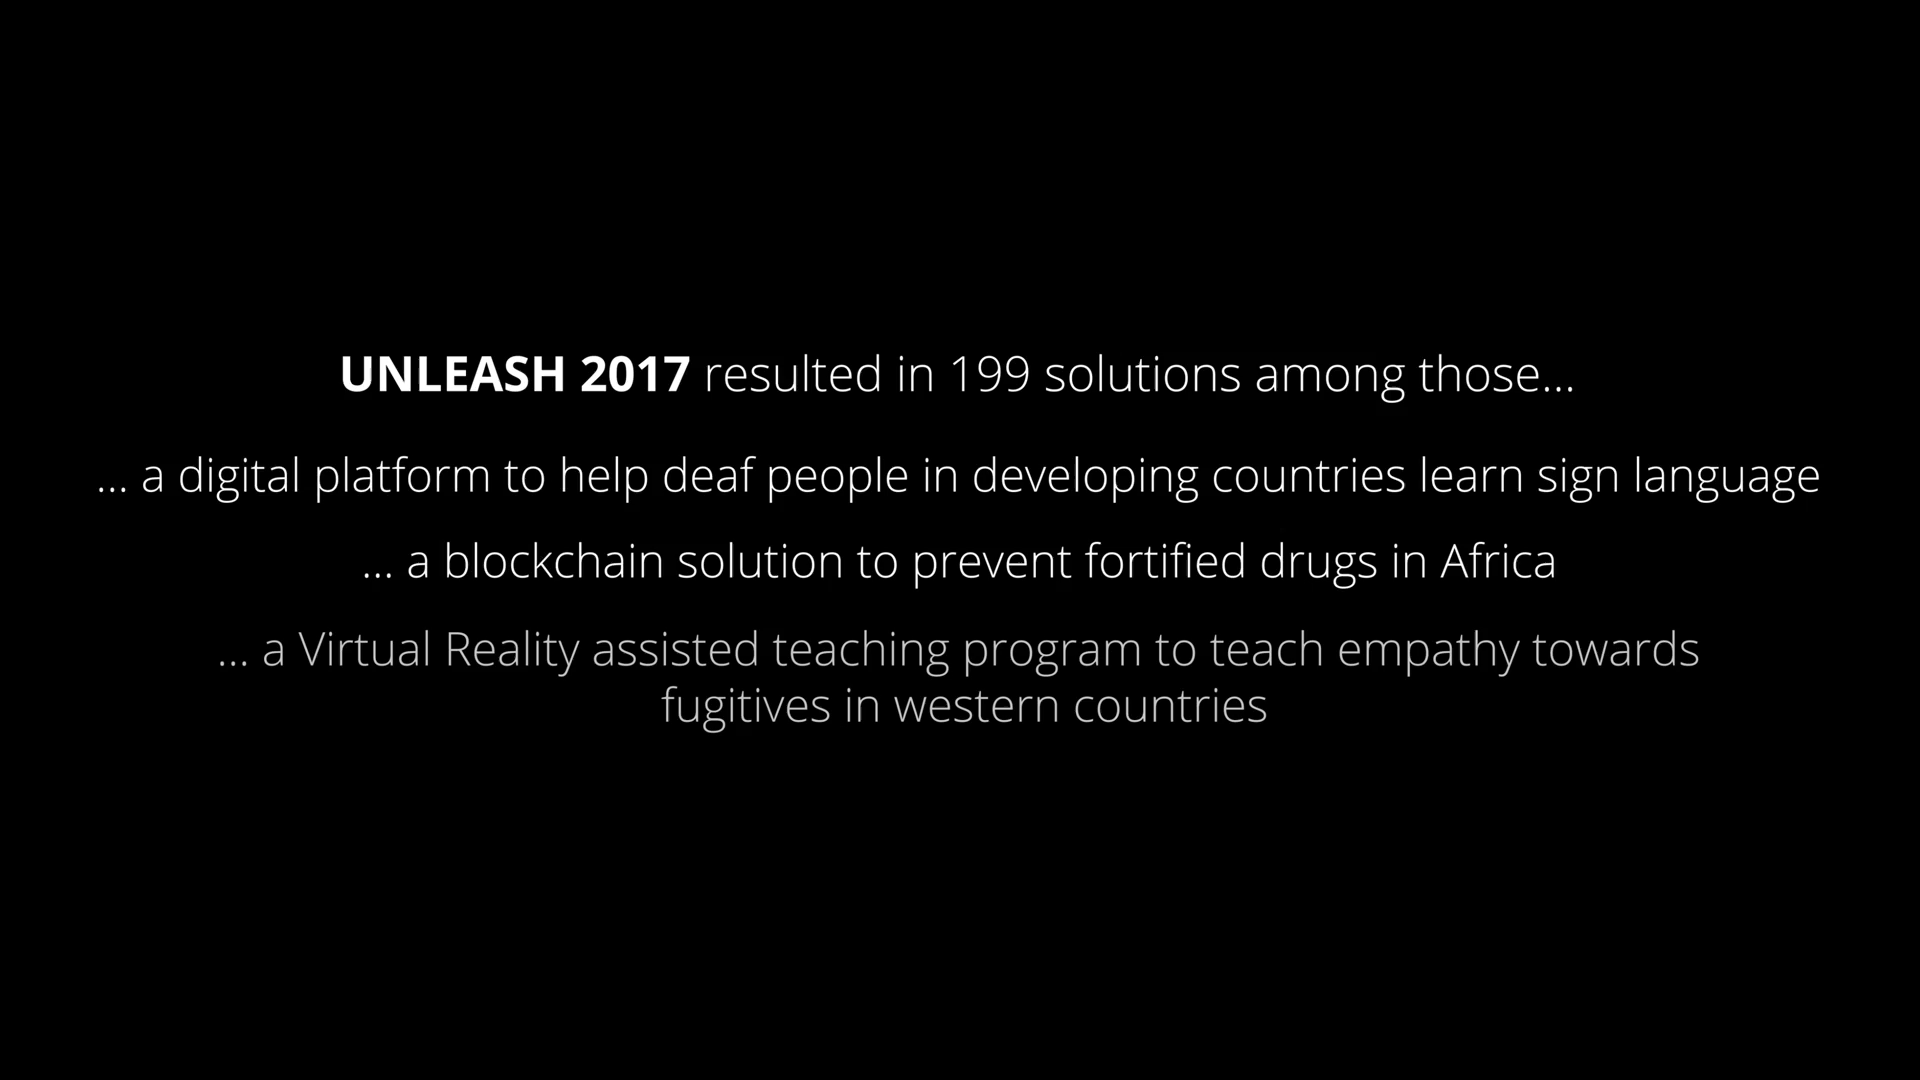 UNLEASH 2017 resulted in 199 solutions among those...
... a digital platform to help deaf people in developing countries learn sign language
... a blockchain solution to prevent fortified drugs in Africa
... a Virtual Reality assisted teaching program to teach empathy towards
fugitives in western countries